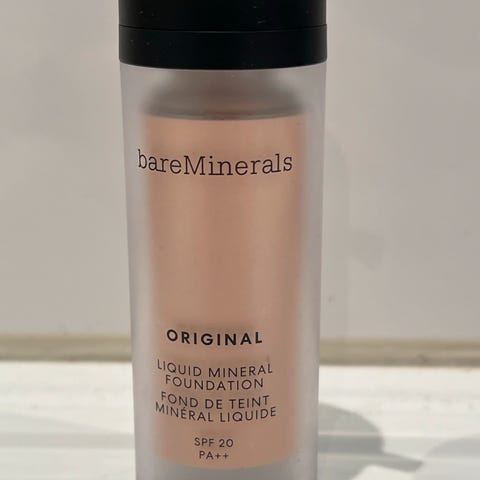 bareMinerals
ORIGINAL
LIQUID MINERAL
FOUNDATION
FOND DE TEINT
MINÉRAL LIQUIDE
SPF 20
PA++